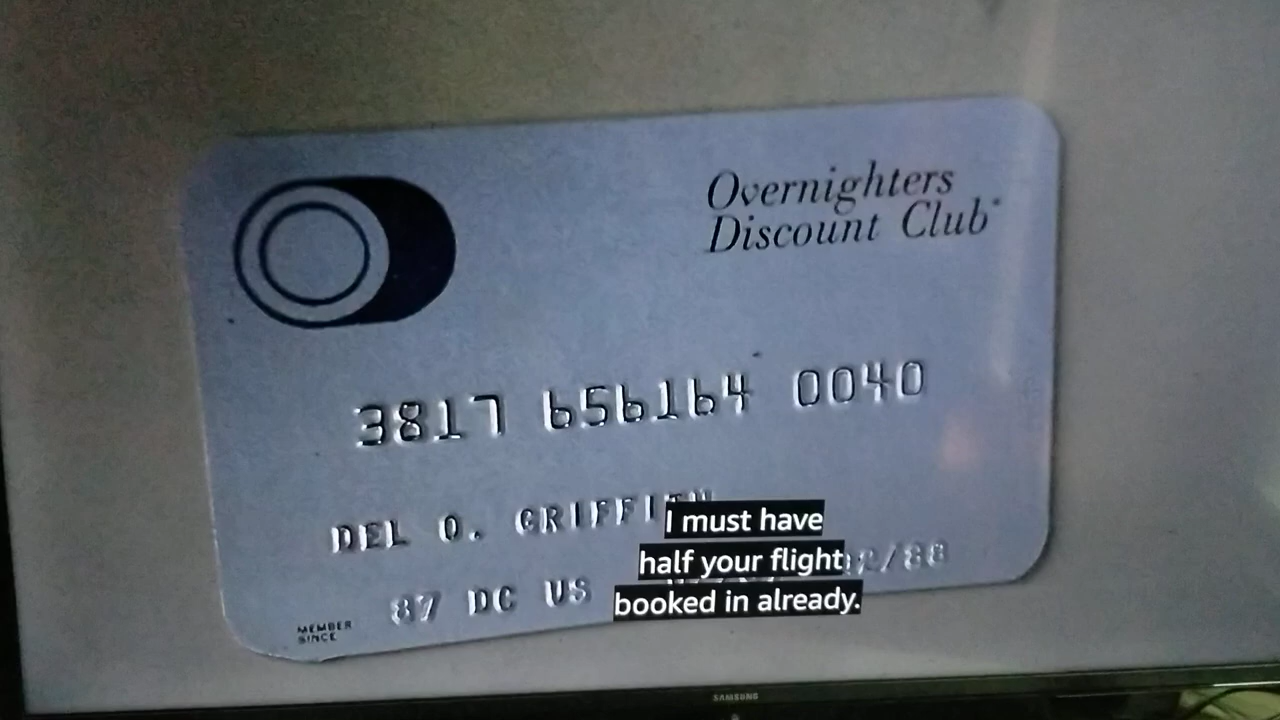 Overnighters
Discount Club
3817 656164 0040
DEL O. GRIFFITH
87 DC US
MEMBER
SINCE
I must have
half your flight
booked in already.
SAMSUNG